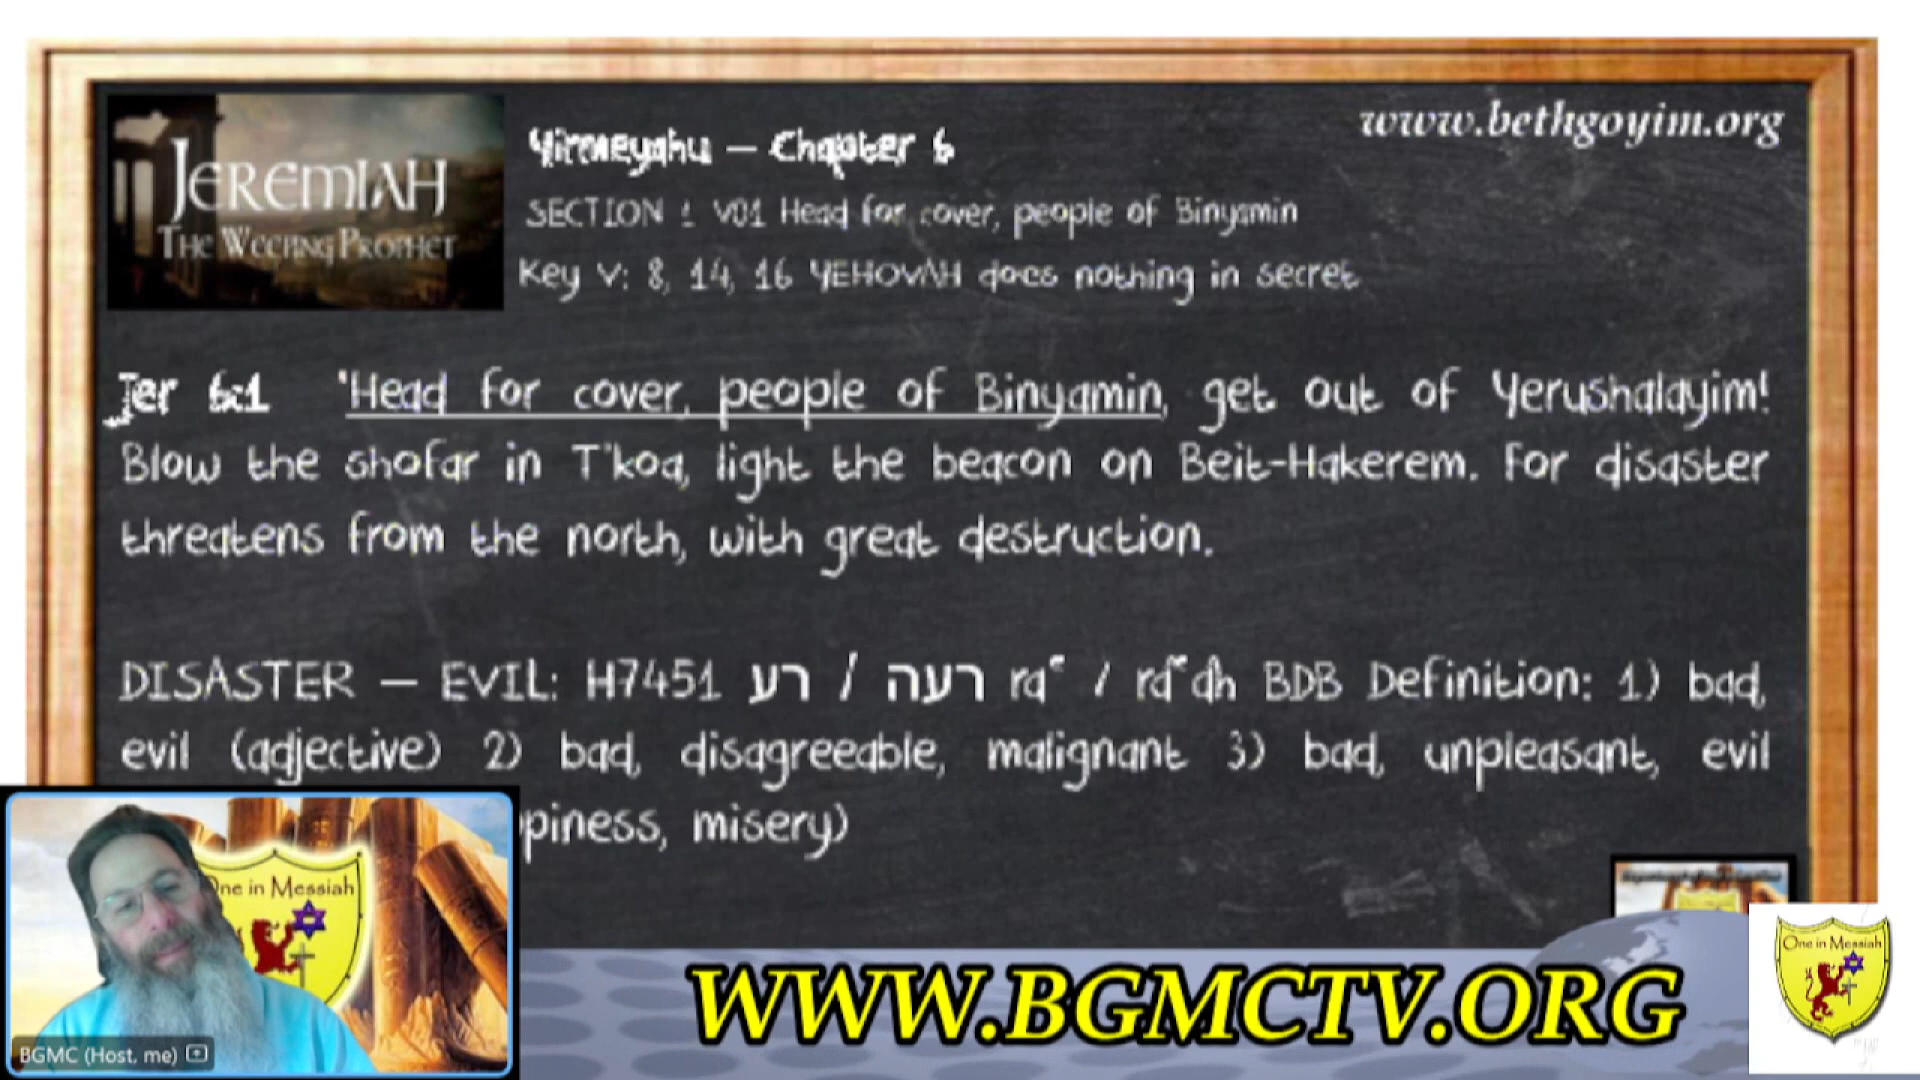 JEREMIAH
THE WEEPING PROPHET
Yirmeyahu – Chapter 6
www.bethgoyim.org
SECTION 1 V01 Head for cover, people of Binyamin
Key V: 8, 14, 16 YEHOVAH does nothing in secret
Jer 6:1 'Head for cover, people of Binyamin, get out of Yerushalayim!
Blow the shofar in T'koa, light the beacon on Beit-Hakerem. For disaster
threatens from the north, with great destruction.
DISASTER – EVIL: H7451 רע / רעה ra‛ / râ‛âh BDB Definition: 1) bad,
evil (adjective) 2) bad, disagreeable, malignant 3) bad, unpleasant, evil
piness, misery)
One in Messiah
BGMC (Host, me)
WWW.BGMCTV.ORG
One in Messiah